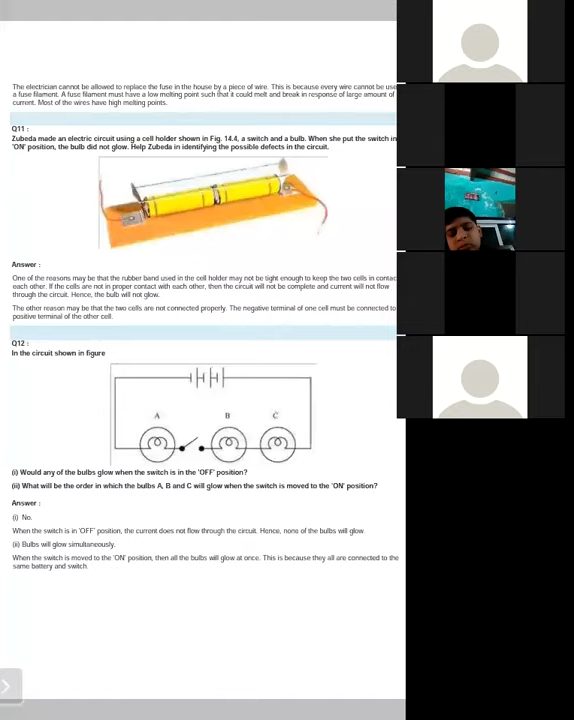 The electrician cannot be allowed to replace the fuse in the house by a piece of wire. This is because every wire cannot be use
a fuse filament. A fuse filament must have a low melting point such that it could melt and break in response of large amount of
current. Most of the wires have high melting points.
Q11 :
Zubeda made an electric circuit using a cell holder shown in Fig. 14.4, a switch and a bulb. When she put the switch in
'ON' position, the bulb did not glow. Help Zubeda in identifying the possible defects in the circuit.
Answer :
One of the reasons may be that the rubber band used in the cell holder may not be tight enough to keep the two cells in contac
each other. If the cells are not in proper contact with each other, then the circuit will not be complete and current will not flow
through the circuit. Hence, the bulb will not glow.
The other reason may be that the two cells are not connected properly. The negative terminal of one cell must be connected to
positive terminal of the other cell.
Q12 :
In the circuit shown in figure
A B C
(i) Would any of the bulbs glow when the switch is in the 'OFF' position?
(ii) What will be the order in which the bulbs A, B and C will glow when the switch is moved to the 'ON' position?
Answer :
(i) No.
When the switch is in 'OFF' position, the current does not flow through the circuit. Hence, none of the bulbs will glow.
(ii) Bulbs will glow simultaneously.
When the switch is moved to the 'ON' position, then all the bulbs will glow at once. This is because they all are connected to the
same battery and switch.